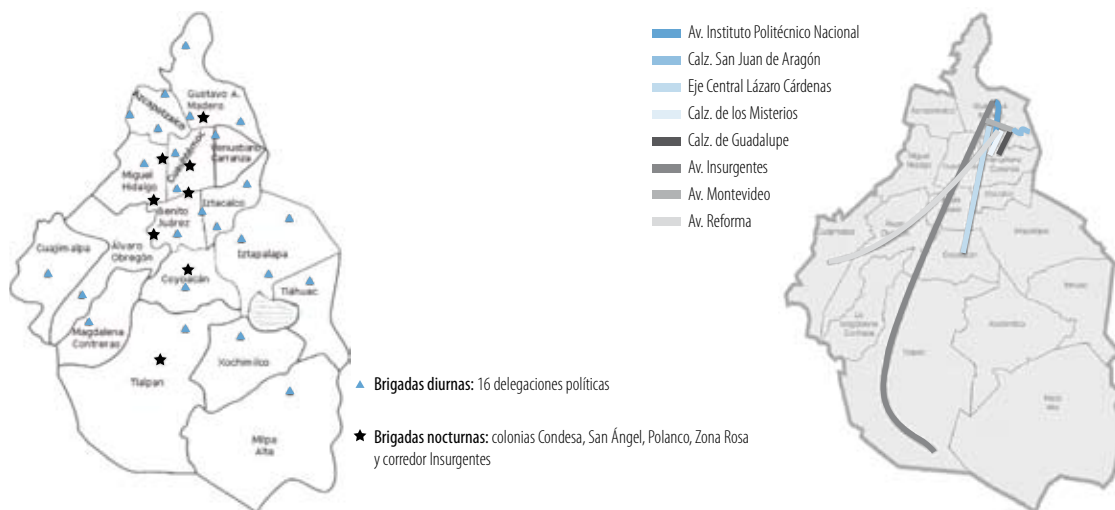 Gustavo A.
Madero
Azcapotzalco
Cuauhtémoc
Venustiano
Carranza
Miguel
Hidalgo
Iztacalco
Benito
Juárez
Cuajimalpa
Álvaro
Obregón
Iztapalapa
Coyoacán
Tláhuac
Magdalena
Contreras
Xochimilco
Tlalpan
Milpa
Alta
Brigadas diurnas: 16 delegaciones políticas
Brigadas nocturnas: colonias Condesa, San Ángel, Polanco, Zona Rosa
y corredor Insurgentes
Av. Instituto Politécnico Nacional
Calz. San Juan de Aragón
Eje Central Lázaro Cárdenas
Calz. de los Misterios
Calz. de Guadalupe
Av. Insurgentes
Av. Montevideo
Av. Reforma